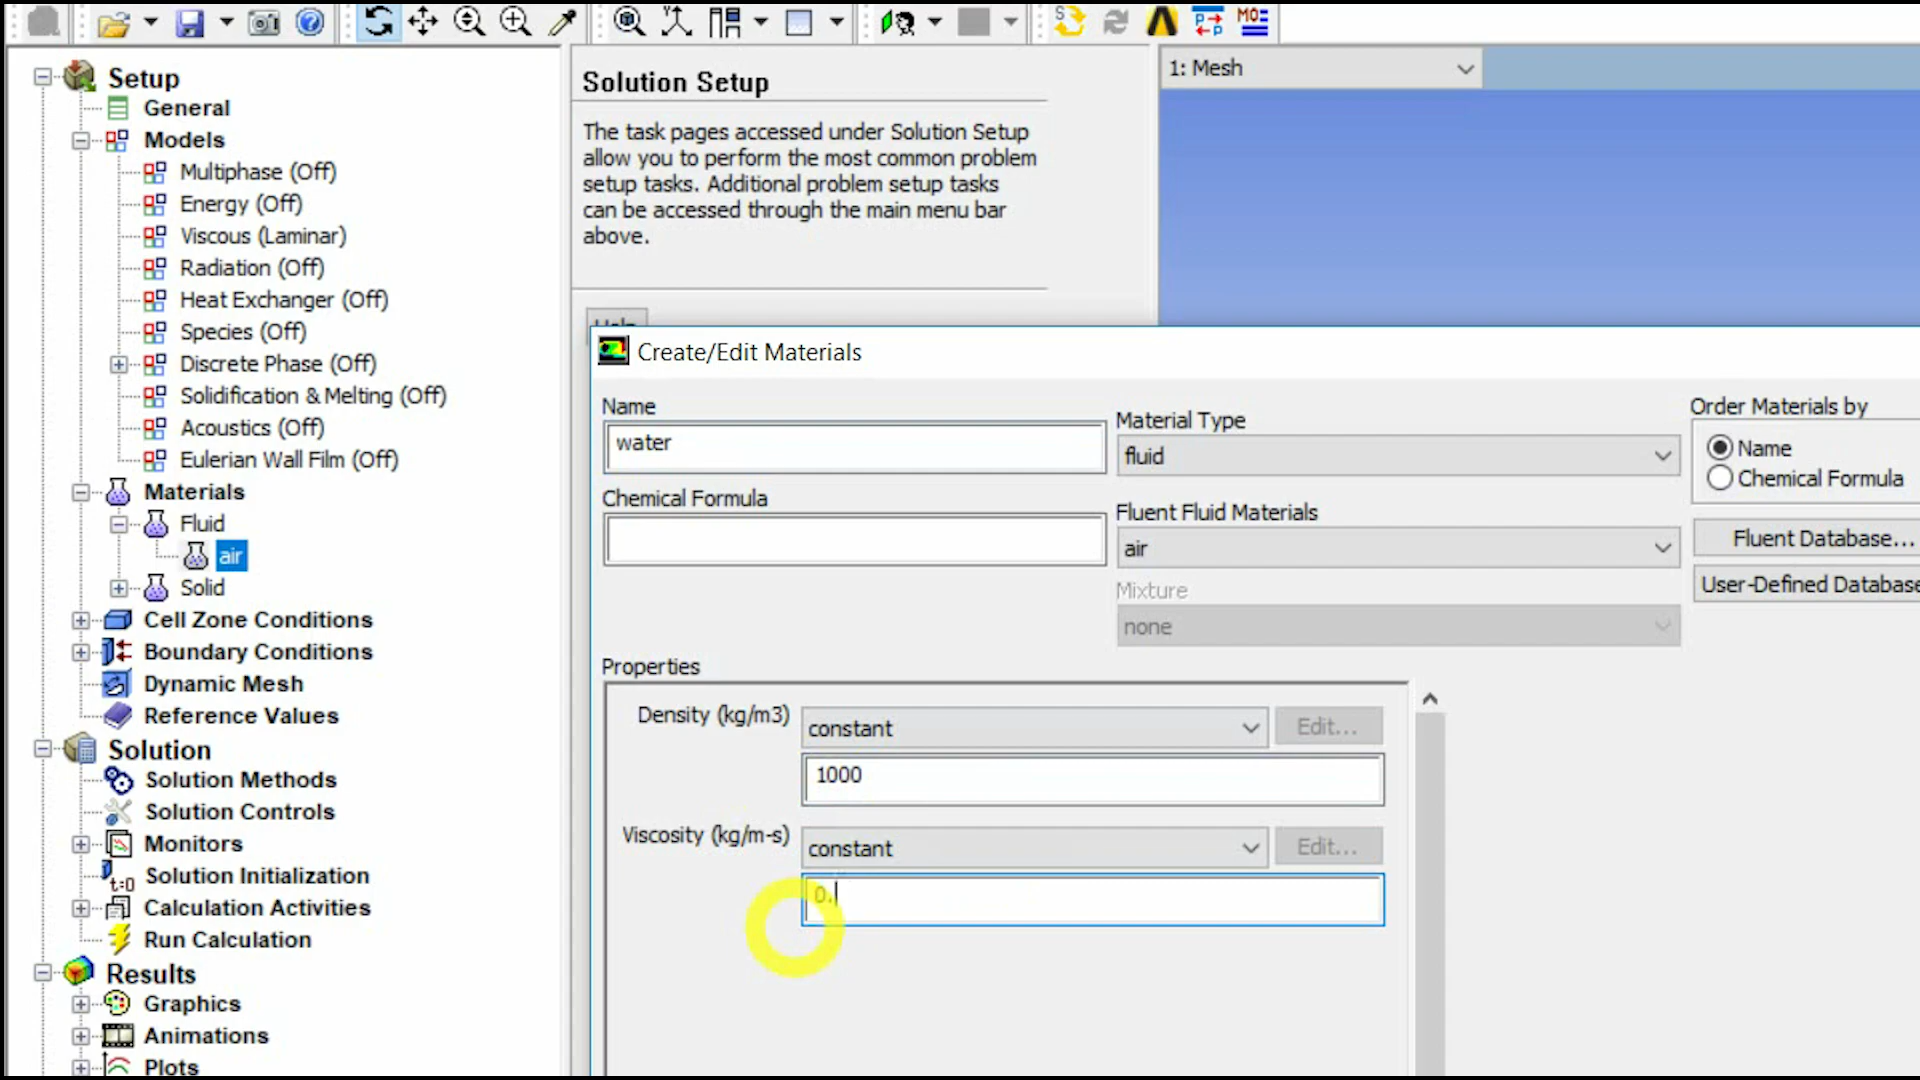 Setup
General
Models
Multiphase (Off)
Energy (Off)
Viscous (Laminar)
Radiation (Off)
Heat Exchanger (Off)
Species (Off)
Discrete Phase (Off)
Solidification & Melting (Off)
Acoustics (Off)
Eulerian Wall Film (Off)
Materials
Fluid
air
Solid
Cell Zone Conditions
Boundary Conditions
Dynamic Mesh
Reference Values
Solution
Solution Methods
Solution Controls
Monitors
t=0
Solution Initialization
Calculation Activities
Run Calculation
Results
Graphics
Animations
Plots
Solution Setup
The task pages accessed under Solution Setup
allow you to perform the most common problem
setup tasks. Additional problem setup tasks
can be accessed through the main menu bar
above.
Help
1: Mesh
Create/Edit Materials
Name
water
Chemical Formula
Material Type
fluid
Fluent Fluid Materials
air
Mixture
none
Order Materials by
Name
Chemical Formula
Fluent Database...
User-Defined Database
Properties
Density (kg/m3)
constant
Edit...
1000
Viscosity (kg/m-s)
constant
Edit...
0.